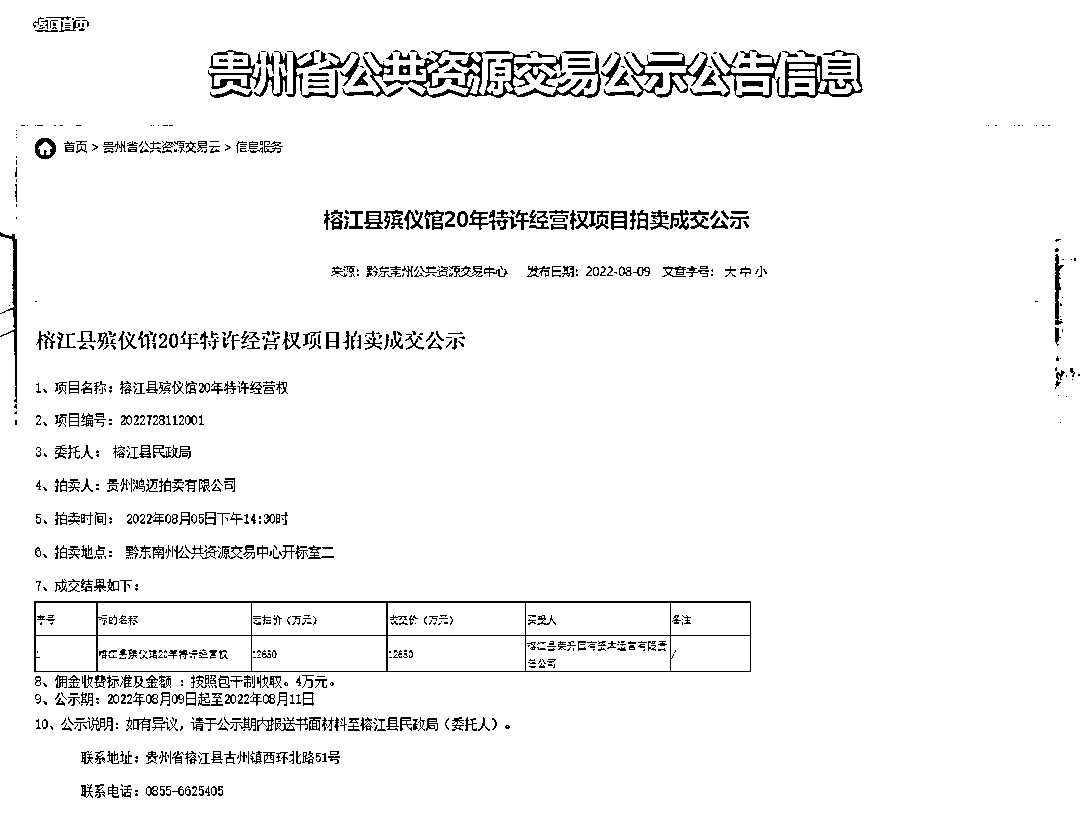 返回首页
贵州省公共资源交易公示公告信息
首页 > 贵州省公共资源交易云 > 信息服务
榕江县殡仪馆20年特许经营权项目拍卖成交公示
来源：黔东南州公共资源交易中心 发布日期：2022-08-09 文章字号：大 中 小
榕江县殡仪馆20年特许经营权项目拍卖成交公示
1、项目名称：榕江县殡仪馆20年特许经营权
2、项目编号：2022728112001
3、委托人： 榕江县民政局
4、拍卖人：贵州鸿迈拍卖有限公司
5、拍卖时间： 2022年08月05日下午14:30时
6、拍卖地点： 黔东南州公共资源交易中心开标室二
7、成交结果如下：
序号 标的名称 起拍价（万元） 成交价（万元） 买受人 备注
1 榕江县殡仪馆20年特许经营权 榕江县荣升国有资本运营有限责任公司 /
8、佣金收费标准及金额 ：按照包干制收取。4万元。
9、公示期：2022年08月09日起至2022年08月11日
10、公示说明：如有异议，请于公示期内报送书面材料至榕江县民政局（委托人）。
联系地址：贵州省榕江县古州镇西环北路51号
联系电话：0855-6625405